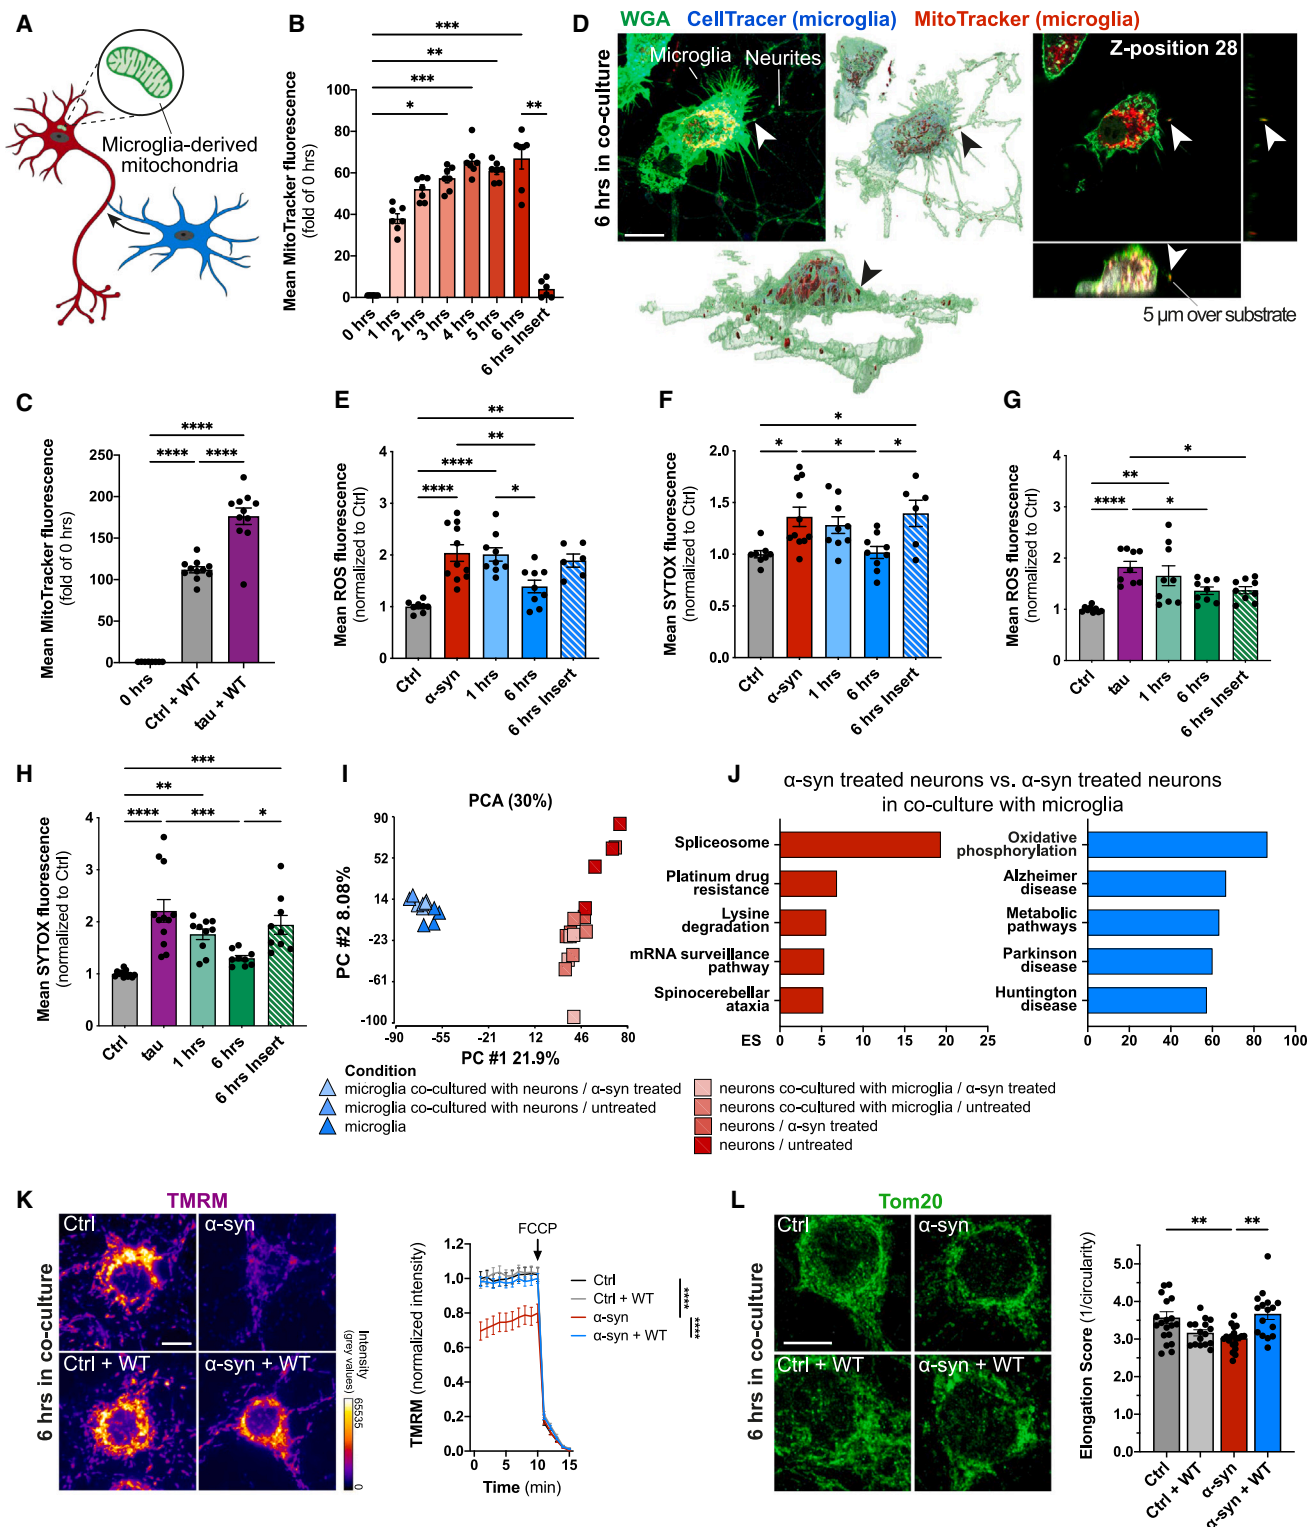 A
Microglia-derived
mitochondria
B
Mean MitoTracker fluorescence
(fold of 0 hrs)
100
80
60
40
20
0
***
**
***
*
**
0 hrs
1 hrs
2 hrs
3 hrs
4 hrs
5 hrs
6 hrs
6 hrs Insert
D
WGA CellTracer (microglia) MitoTracker (microglia)
6 hrs in co-culture
Microglia
Neurites
Z-position 28
5 µm over substrate
C
Mean MitoTracker fluorescence
(fold of 0 hrs)
250
200
150
100
50
0
****
**** ****
0 hrs
Ctrl + WT
tau + WT
E
Mean ROS fluorescence
(normalized to Ctrl)
4
3
2
1
0
**
**
****
**** *
Ctrl
α-syn
1 hrs
6 hrs
6 hrs Insert
F
Mean SYTOX fluorescence
(normalized to Ctrl)
2.0
1.5
1.0
0.5
0.0
*
* * *
Ctrl
α-syn
1 hrs
6 hrs
6 hrs Insert
G
Mean ROS fluorescence
(normalized to Ctrl)
4
3
2
1
0
*
**
**** *
Ctrl
tau
1 hrs
6 hrs
6 hrs Insert
H
Mean SYTOX fluorescence
(normalized to Ctrl)
4
3
2
1
0
***
**
**** *** *
Ctrl
tau
1 hrs
6 hrs
6 hrs Insert
I
PCA (30%)
PC #2 8.08%
90
52
14
-23
-61
-100
-90 -55 -21 12 46 80
PC #1 21.9%
Condition
microglia co-cultured with neurons / α-syn treated
microglia co-cultured with neurons / untreated
microglia
neurons co-cultured with microglia / α-syn treated
neurons co-cultured with microglia / untreated
neurons / α-syn treated
neurons / untreated
J
α-syn treated neurons vs. α-syn treated neurons
in co-culture with microglia
Spliceosome
Platinum drug
resistance
Lysine
degradation
mRNA surveillance
pathway
Spinocerebellar
ataxia
ES
0 5 10 15 20 25
Oxidative
phosphorylation
Alzheimer
disease
Metabolic
pathways
Parkinson
disease
Huntington
disease
0 20 40 60 80 100
K
TMRM
6 hrs in co-culture
Ctrl
α-syn
Ctrl + WT
α-syn + WT
Intensity
(grey values)
65535
0
TMRM (normalized intensity)
1.2
1.0
0.8
0.6
0.4
0.2
0.0
FCCP
Ctrl
Ctrl + WT
α-syn
α-syn + WT
****
****
0 5 10 15
Time (min)
L
Tom20
6 hrs in co-culture
Ctrl
α-syn
Ctrl + WT
α-syn + WT
Elongation Score (1/circularity)
5.0
4.0
3.0
2.0
1.0
0.0
** **
Ctrl
Ctrl + WT
α-syn
α-syn + WT